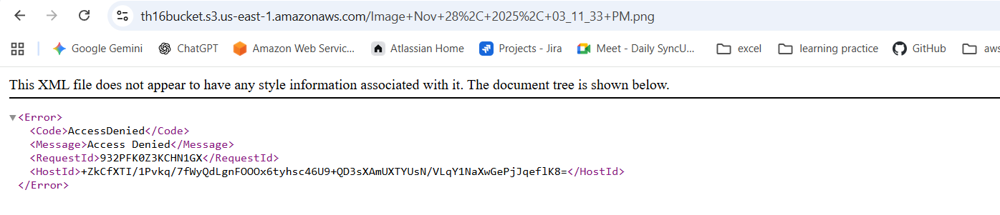 th16bucket.s3.us-east-1.amazonaws.com/Image+Nov+28%2C+2025%2C+03_11_33+PM.png
Google Gemini ChatGPT Amazon Web Servic... Atlassian Home Projects - Jira Meet - Daily SyncU... excel learning practice GitHub aws
This XML file does not appear to have any style information associated with it. The document tree is shown below.
<Error>
<Code>AccessDenied</Code>
<Message>Access Denied</Message>
<RequestId>932PFK0Z3KCHN1GX</RequestId>
<HostId>+ZkCfXTI/1Pvkq/7fWyQdLgnFOOOx6tyhsc46U9+QD3sXAmUXTYUsN/VLqY1NaXwGePjJqeflK8=</HostId>
</Error>